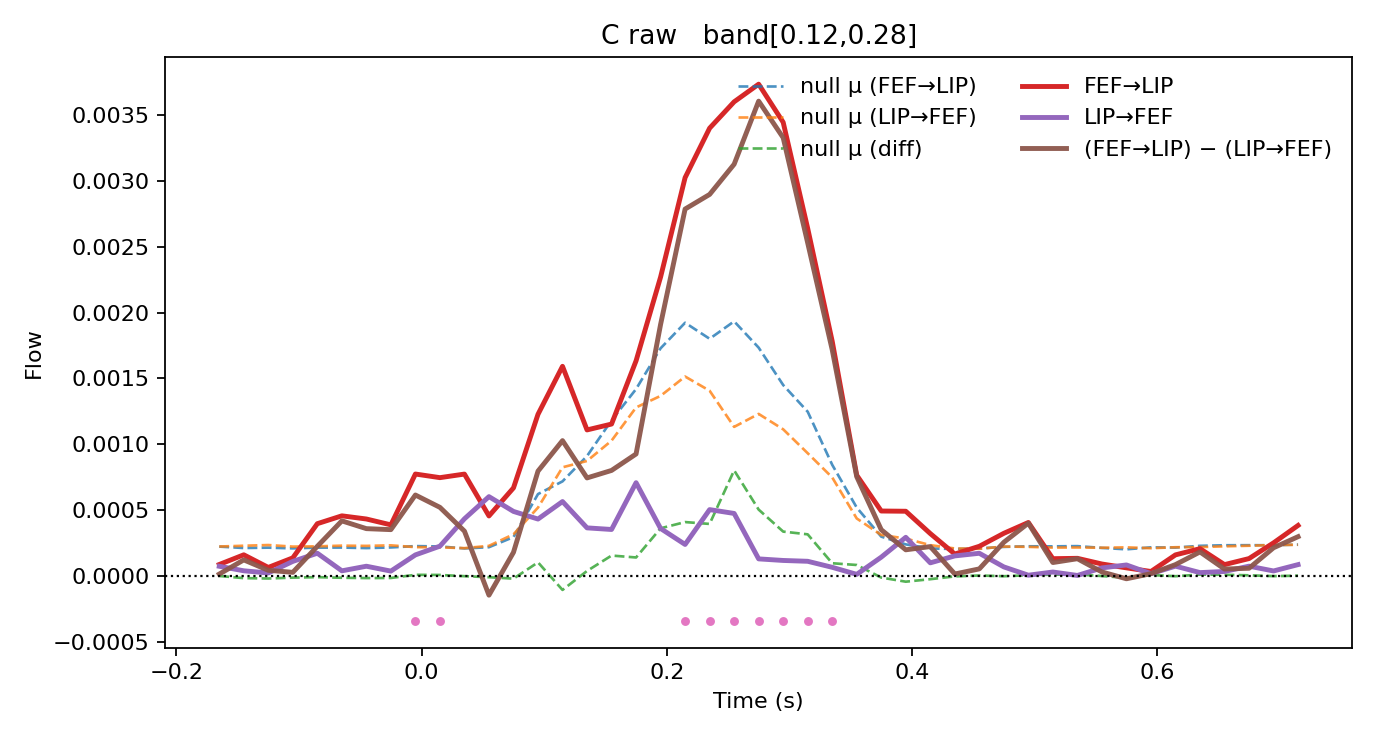 C raw   band[0.12,0.28]
null μ (FEF→LIP)
null μ (LIP→FEF)
null μ (diff)
FEF→LIP
LIP→FEF
(FEF→LIP) − (LIP→FEF)
Flow
0.0035
0.0030
0.0025
0.0020
0.0015
0.0010
0.0005
0.0000
−0.0005
−0.2
0.0
0.2
0.4
0.6
Time (s)